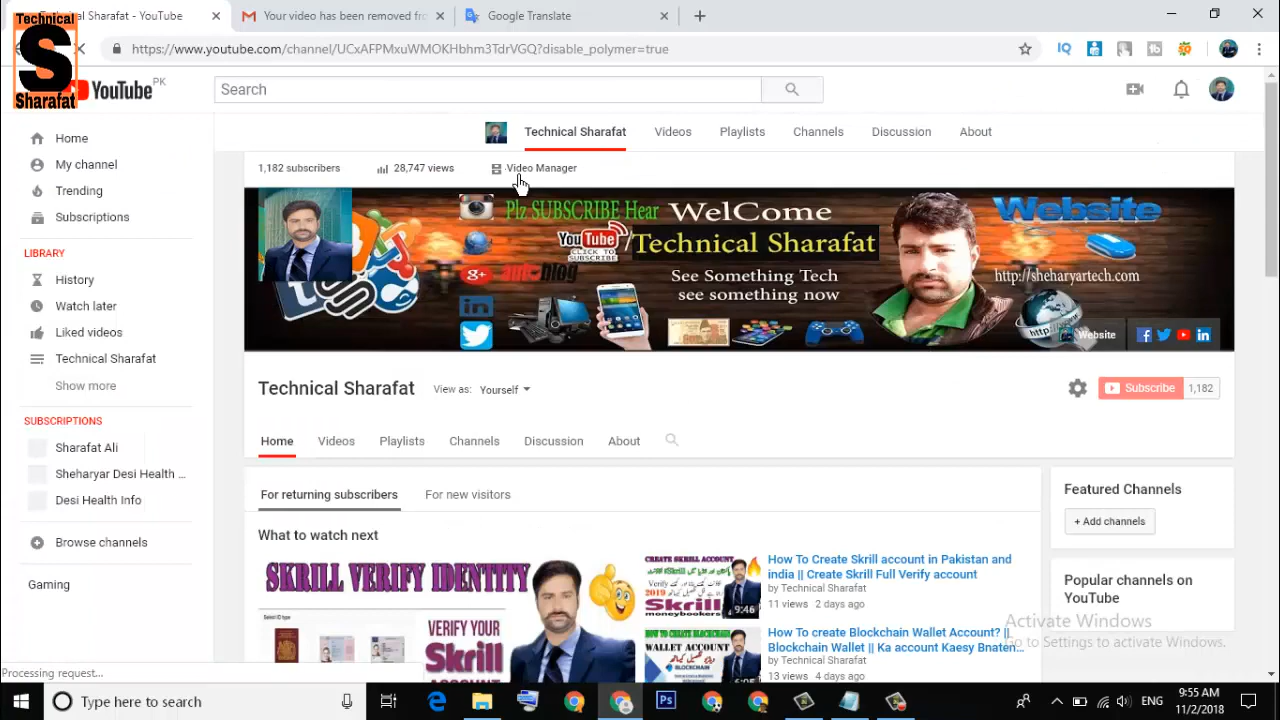 Technical Sharafat - YouTube
Your video has been removed fro
Google Translate
Technical
S
Sharafat
https://www.youtube.com/channel/UCxAFPMxuWMOKHbhm3TdrVGQ?disable_polymer=true
YouTube PK
Search
Technical Sharafat
Videos
Playlists
Channels
Discussion
About
1,182 subscribers
28,747 views
Video Manager
Home
My channel
Trending
Subscriptions
LIBRARY
History
Watch later
Liked videos
Technical Sharafat
Show more
SUBSCRIPTIONS
Sharafat Ali
Sheharyar Desi Health ...
Desi Health Info
Browse channels
Gaming
Plz SUBSCRIBE Hear
WelCome
Website
YouTube
CLICK TO
SUBSCRIBE
/Technical Sharafat
g+
See Something Tech
see something now
http://sheharyartech.com
in
Website
Technical Sharafat
View as: Yourself
Subscribe 1,182
Home
Videos
Playlists
Channels
Discussion
About
For returning subscribers
For new visitors
What to watch next
SKRILL VERIFY IDENTITY
Select ID type
VERIFY YOUR
Skrill
CREATE SKRILL ACCOUNT
2019
Skrill
moneybookers
9:46
How To Create Skrill account in Pakistan and
india || Create Skrill Full Verify account
by Technical Sharafat
11 views 2 days ago
HOW TO CREATE BLOCKCHAIN
WALLET ACCOUNT
BLOCKCHAIN
How To create Blockchain Wallet Account? ||
Blockchain Wallet || Ka account Kaesy Bnaten...
by Technical Sharafat
13 views 4 days ago
Featured Channels
+ Add channels
Popular channels on
YouTube
Activate Windows
Go to Settings to activate Windows.
Processing request...
Type here to search
ENG
9:55 AM
11/2/2018